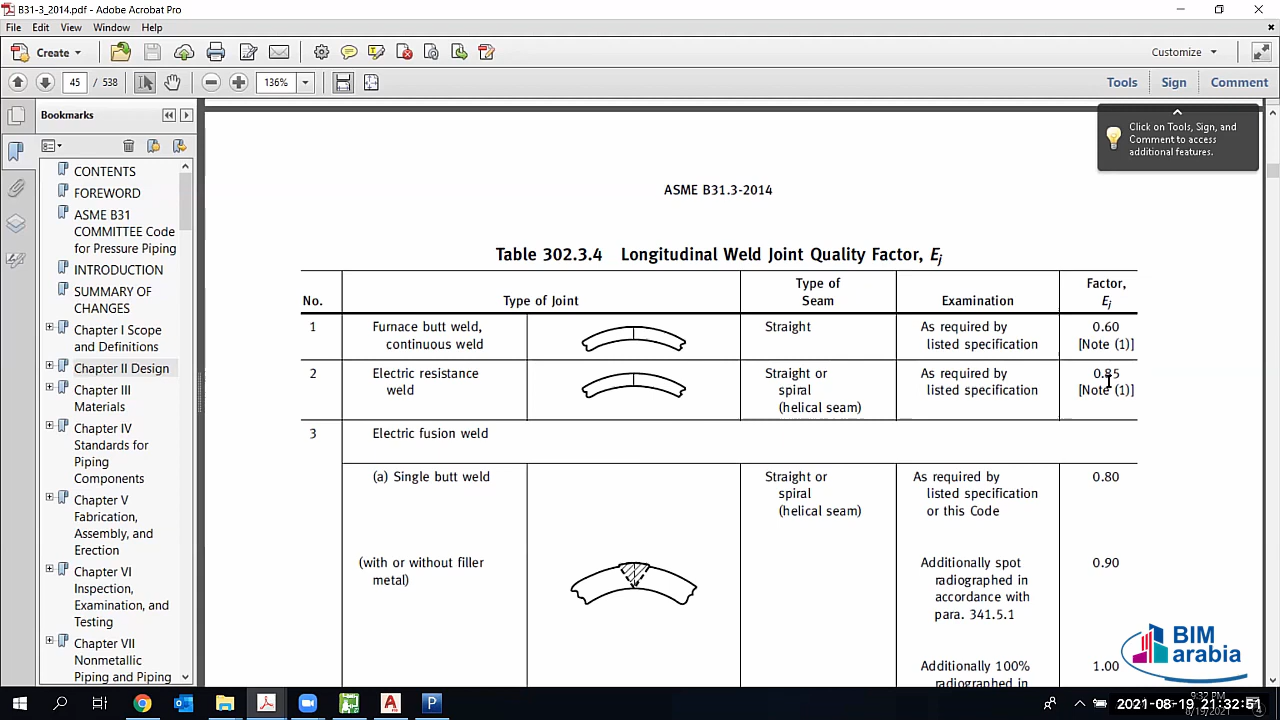 B31-3_2014.pdf - Adobe Acrobat Pro
File Edit View Window Help
Create
Customize
45 / 538
136%
Tools Sign Comment
Bookmarks
CONTENTS
FOREWORD
ASME B31
COMMITTEE Code
for Pressure Piping
INTRODUCTION
SUMMARY OF
CHANGES
Chapter I Scope
and Definitions
Chapter II Design
Chapter III
Materials
Chapter IV
Standards for
Piping
Components
Chapter V
Fabrication,
Assembly, and
Erection
Chapter VI
Inspection,
Examination, and
Testing
Chapter VII
Nonmetallic
Piping and Piping
Click on Tools, Sign, and
Comment to access
additional features.
ASME B31.3-2014
Table 302.3.4 Longitudinal Weld Joint Quality Factor, Ej
No.
Type of Joint
Type of
Seam
Examination
Factor,
Ej
1
Furnace butt weld,
continuous weld
Straight
As required by
listed specification
0.60
[Note (1)]
2
Electric resistance
weld
Straight or
spiral
(helical seam)
As required by
listed specification
0.85
[Note (1)]
3
Electric fusion weld
(a) Single butt weld
Straight or
spiral
(helical seam)
As required by
listed specification
or this Code
0.80
(with or without filler
metal)
Additionally spot
radiographed in
accordance with
para. 341.5.1
0.90
Additionally 100%
radiographed in
1.00
BIM
arabia
9:32 PM
2021-08-19 21:32:51
8/19/2021